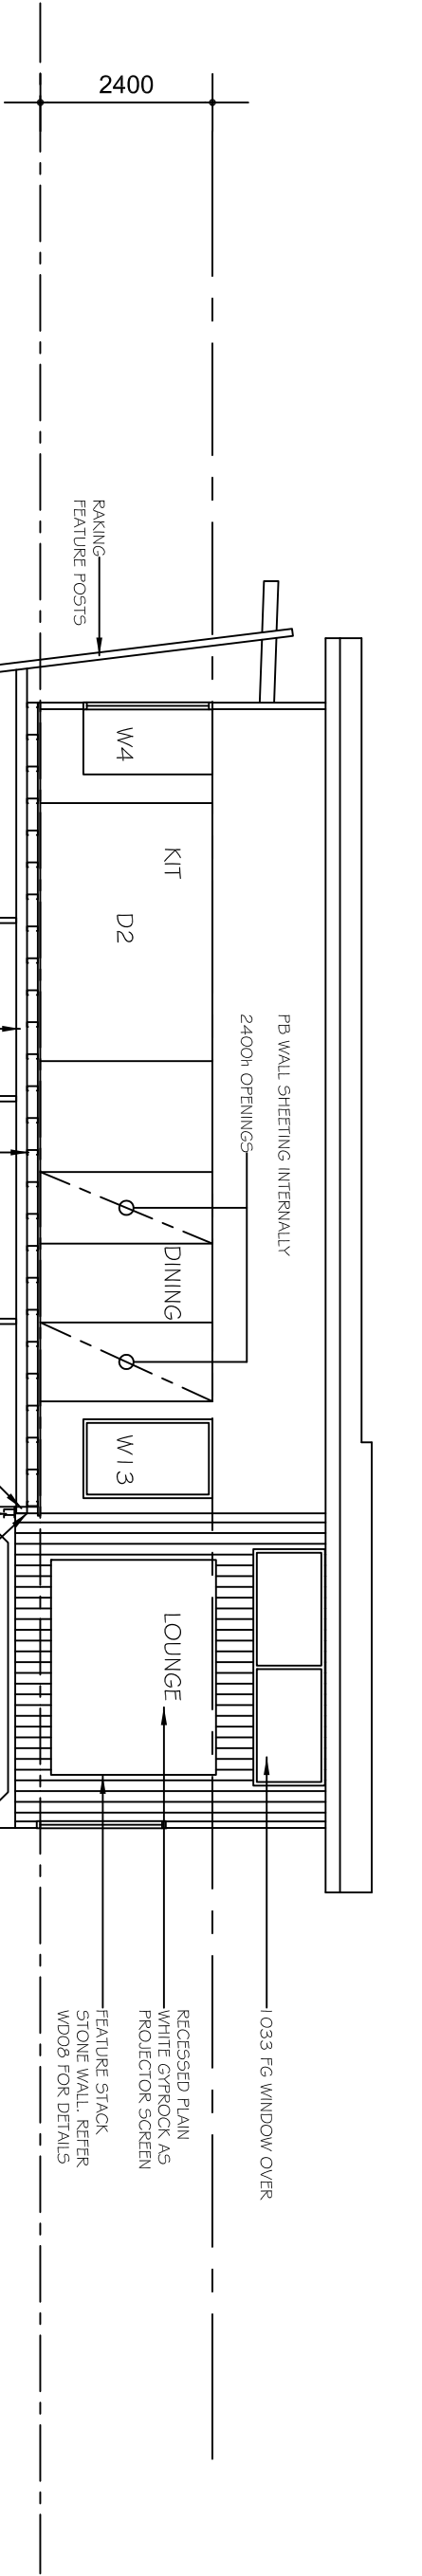 2400
RAKING
FEATURE POSTS
W4
KIT
D2
PB WALL SHEETING INTERNALLY
2400h OPENINGS
DINING
W13
LOUNGE
1033 FG WINDOW OVER
RECESSED PLAIN
WHITE GYPROCK AS
PROJECTOR SCREEN
FEATURE STACK
STONE WALL. REFER
WD08 FOR DETAILS